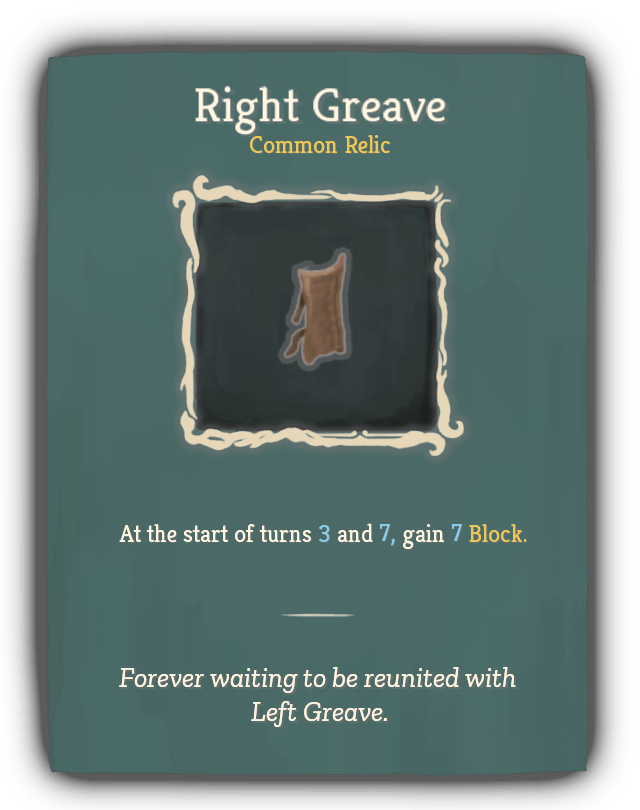 Right Greave
Common Relic
At the start of turns 3 and 7, gain 7 Block.
Forever waiting to be reunited with
Left Greave.